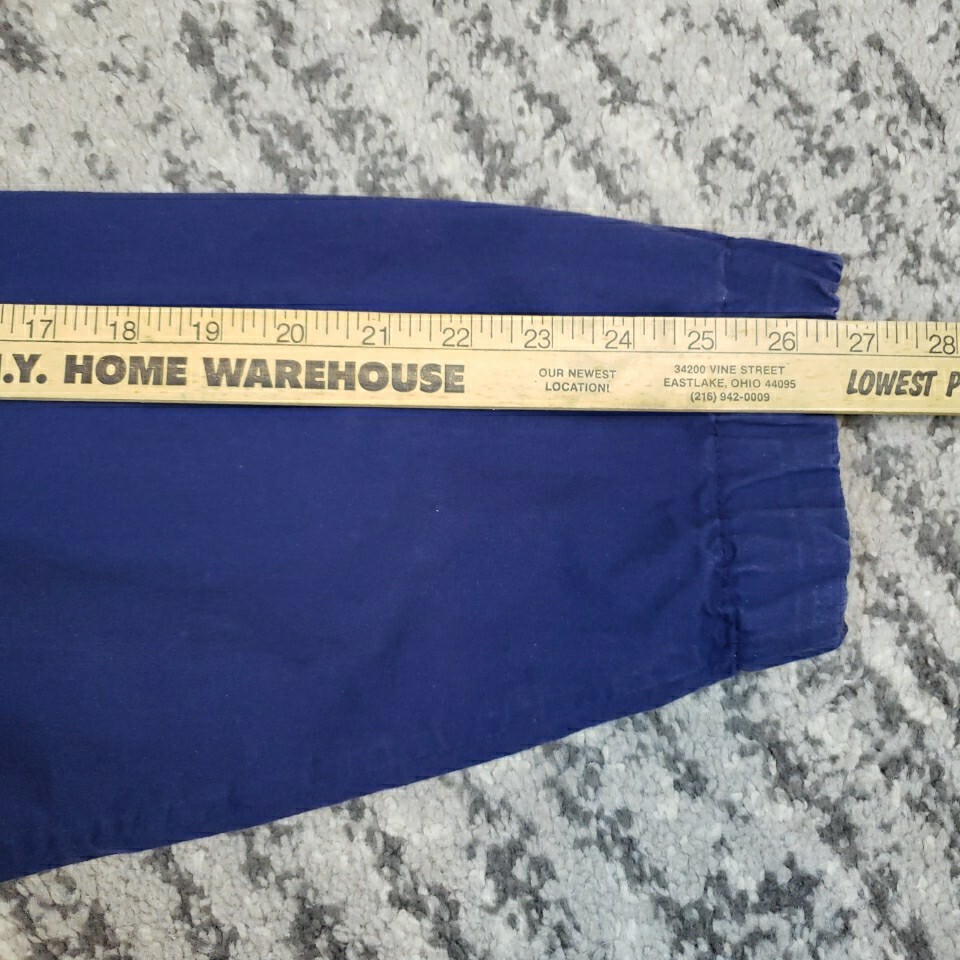 17 18 19 20 21 22 23 24 25 26 27 28
.Y. HOME WAREHOUSE
OUR NEWEST
LOCATION!
34200 VINE STREET
EASTLAKE, OHIO 44095
(216) 942-0009
LOWEST P